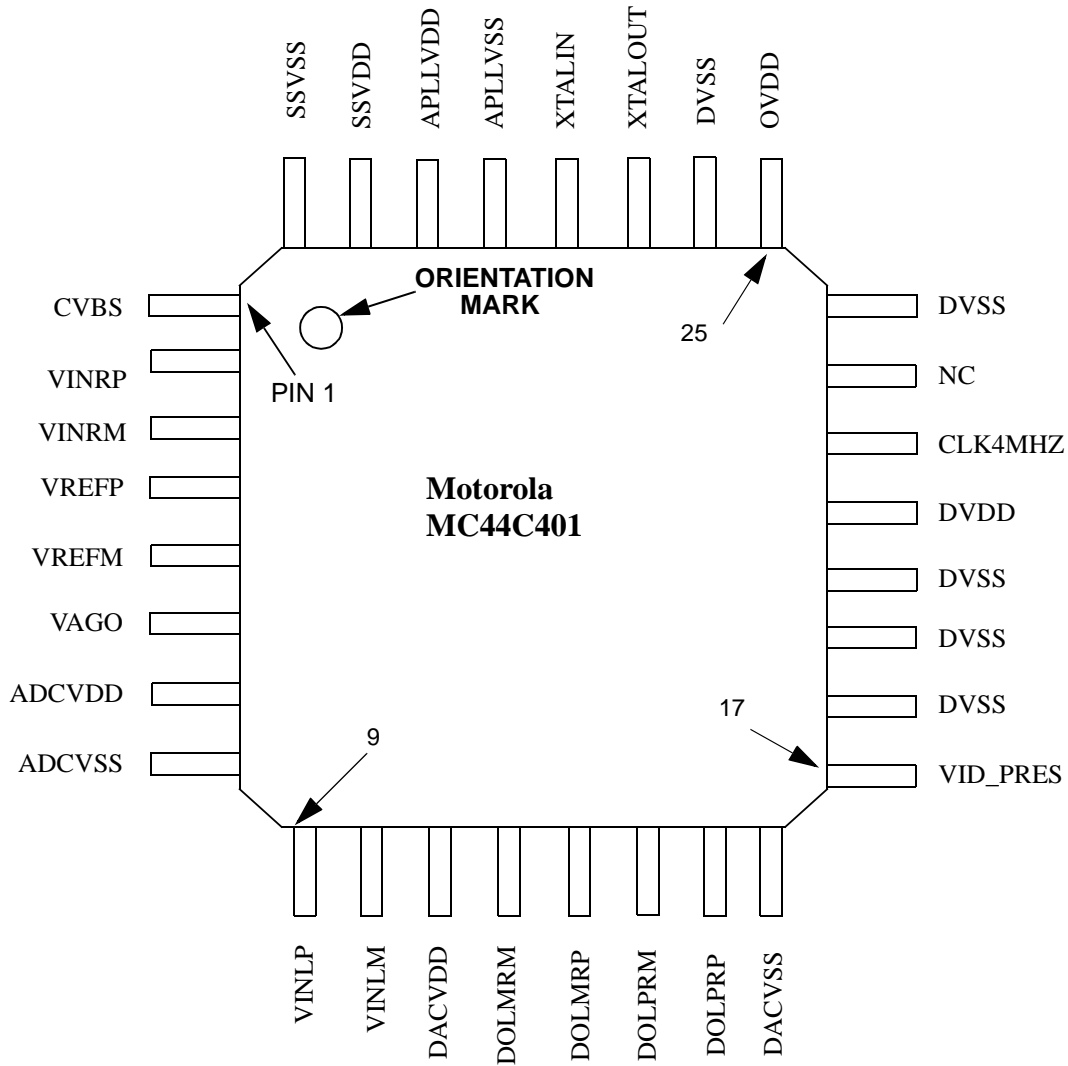 SSVSS
SSVDD
APLLVDD
APLLVSS
XTALIN
XTALOUT
DVSS
OVDD
ORIENTATION
MARK
CVBS
VINRP
VINRM
VREFP
VREFM
VAGO
ADCVDD
ADCVSS
PIN 1
25
Motorola
MC44C401
9
17
DVSS
NC
CLK4MHZ
DVDD
DVSS
DVSS
DVSS
VID_PRES
VINLP
VINLM
DACVDD
DOLMRM
DOLMRP
DOLPRM
DOLPRP
DACVSS